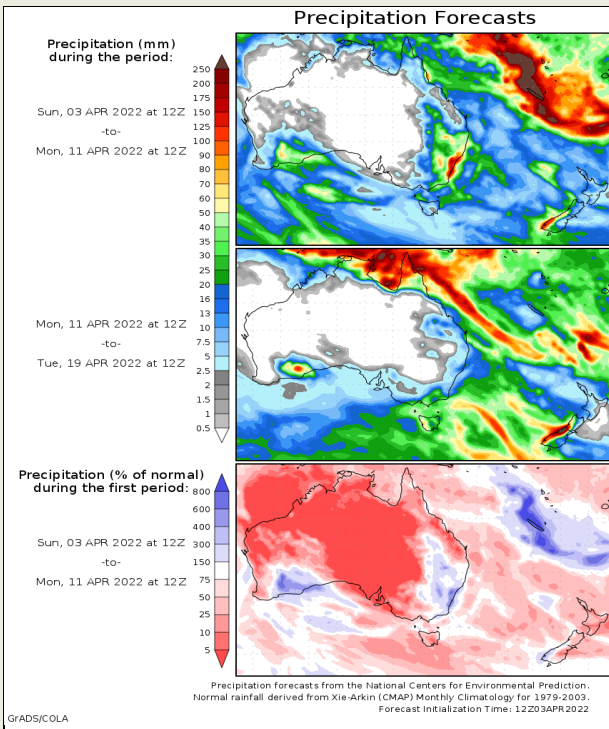 Precipitation Forecasts
Precipitation (mm)
during the period:
Sun, 03 APR 2022 at 12Z
-to-
Mon, 11 APR 2022 at 12Z
250
200
175
150
125
100
90
80
70
60
50
40
35
30
25
20
16
13
10
7.5
5
2.5
2
1.5
1
0.5
Mon, 11 APR 2022 at 12Z
-to-
Tue, 19 APR 2022 at 12Z
Precipitation (% of normal)
during the first period:
Sun, 03 APR 2022 at 12Z
-to-
Mon, 11 APR 2022 at 12Z
800
600
400
300
150
75
50
25
10
5
Precipitation forecasts from the National Centers for Environmental Prediction.
Normal rainfall derived from Xie-Arkin (CMAP) Monthly Climatology for 1979-2003.
Forecast Initialization Time: 12Z03APR2022
GrADS/COLA